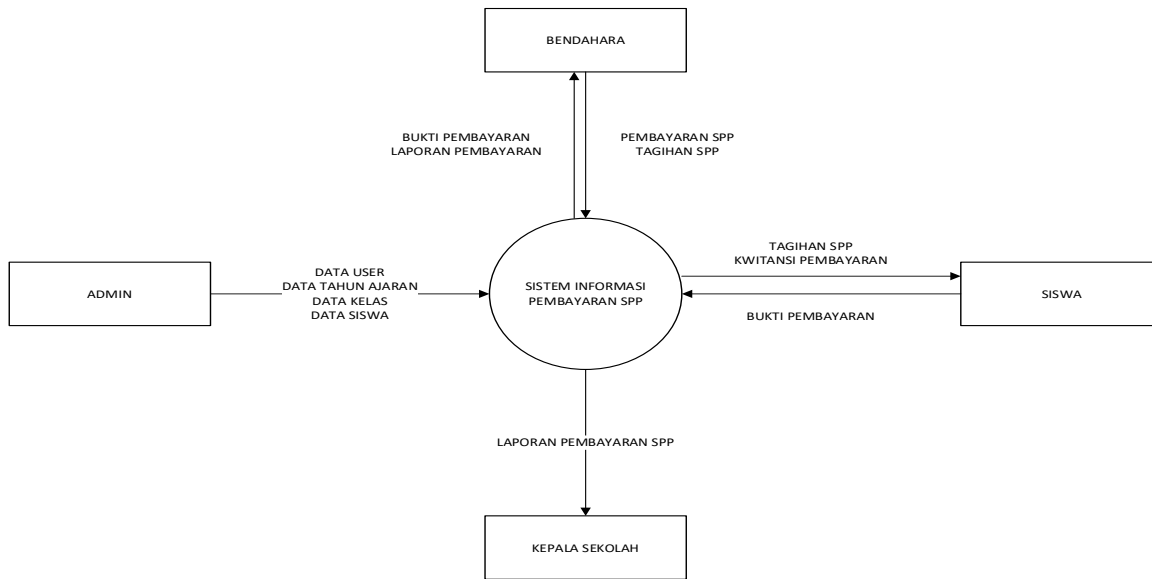 BENDAHARA
BUKTI PEMBAYARAN
LAPORAN PEMBAYARAN
PEMBAYARAN SPP
TAGIHAN SPP
ADMIN
DATA USER
DATA TAHUN AJARAN
DATA KELAS
DATA SISWA
SISTEM INFORMASI
PEMBAYARAN SPP
TAGIHAN SPP
KWITANSI PEMBAYARAN
BUKTI PEMBAYARAN
SISWA
LAPORAN PEMBAYARAN SPP
KEPALA SEKOLAH